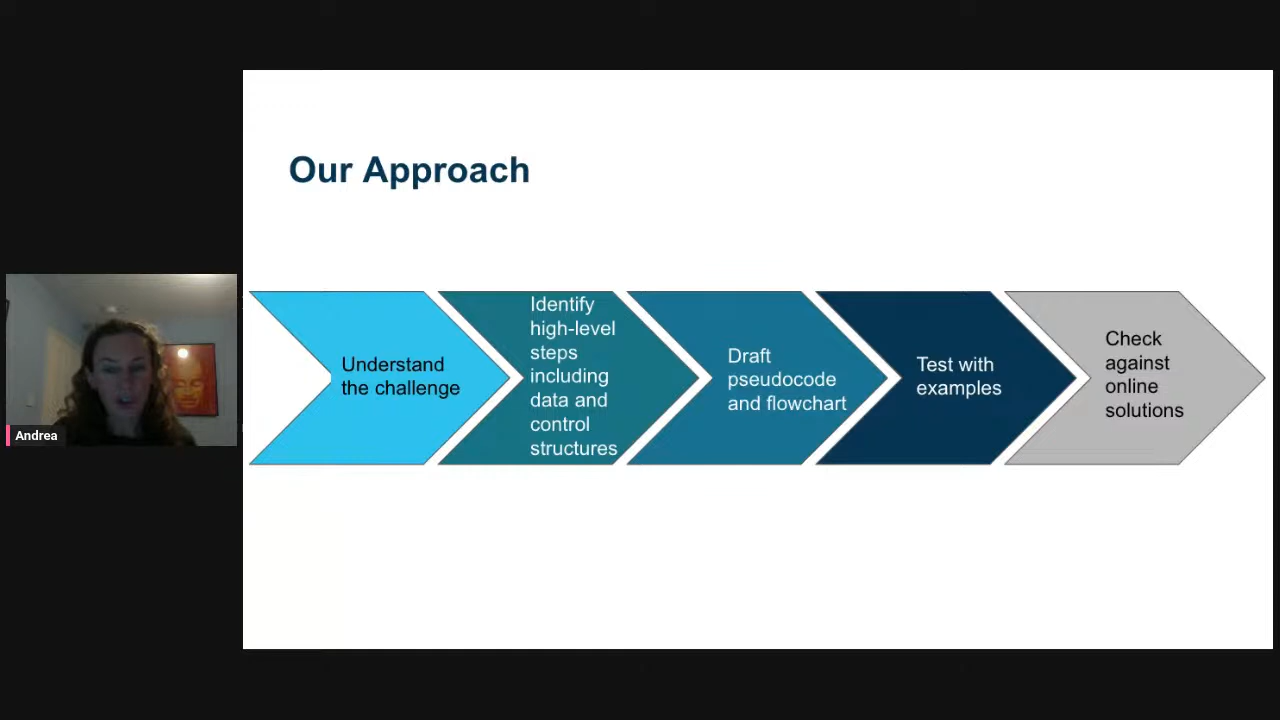 Our Approach
Understand
the challenge
Identify
high-level
steps
including
data and
control
structures
Draft
pseudocode
and flowchart
Test with
examples
Check
against
online
solutions
Andrea